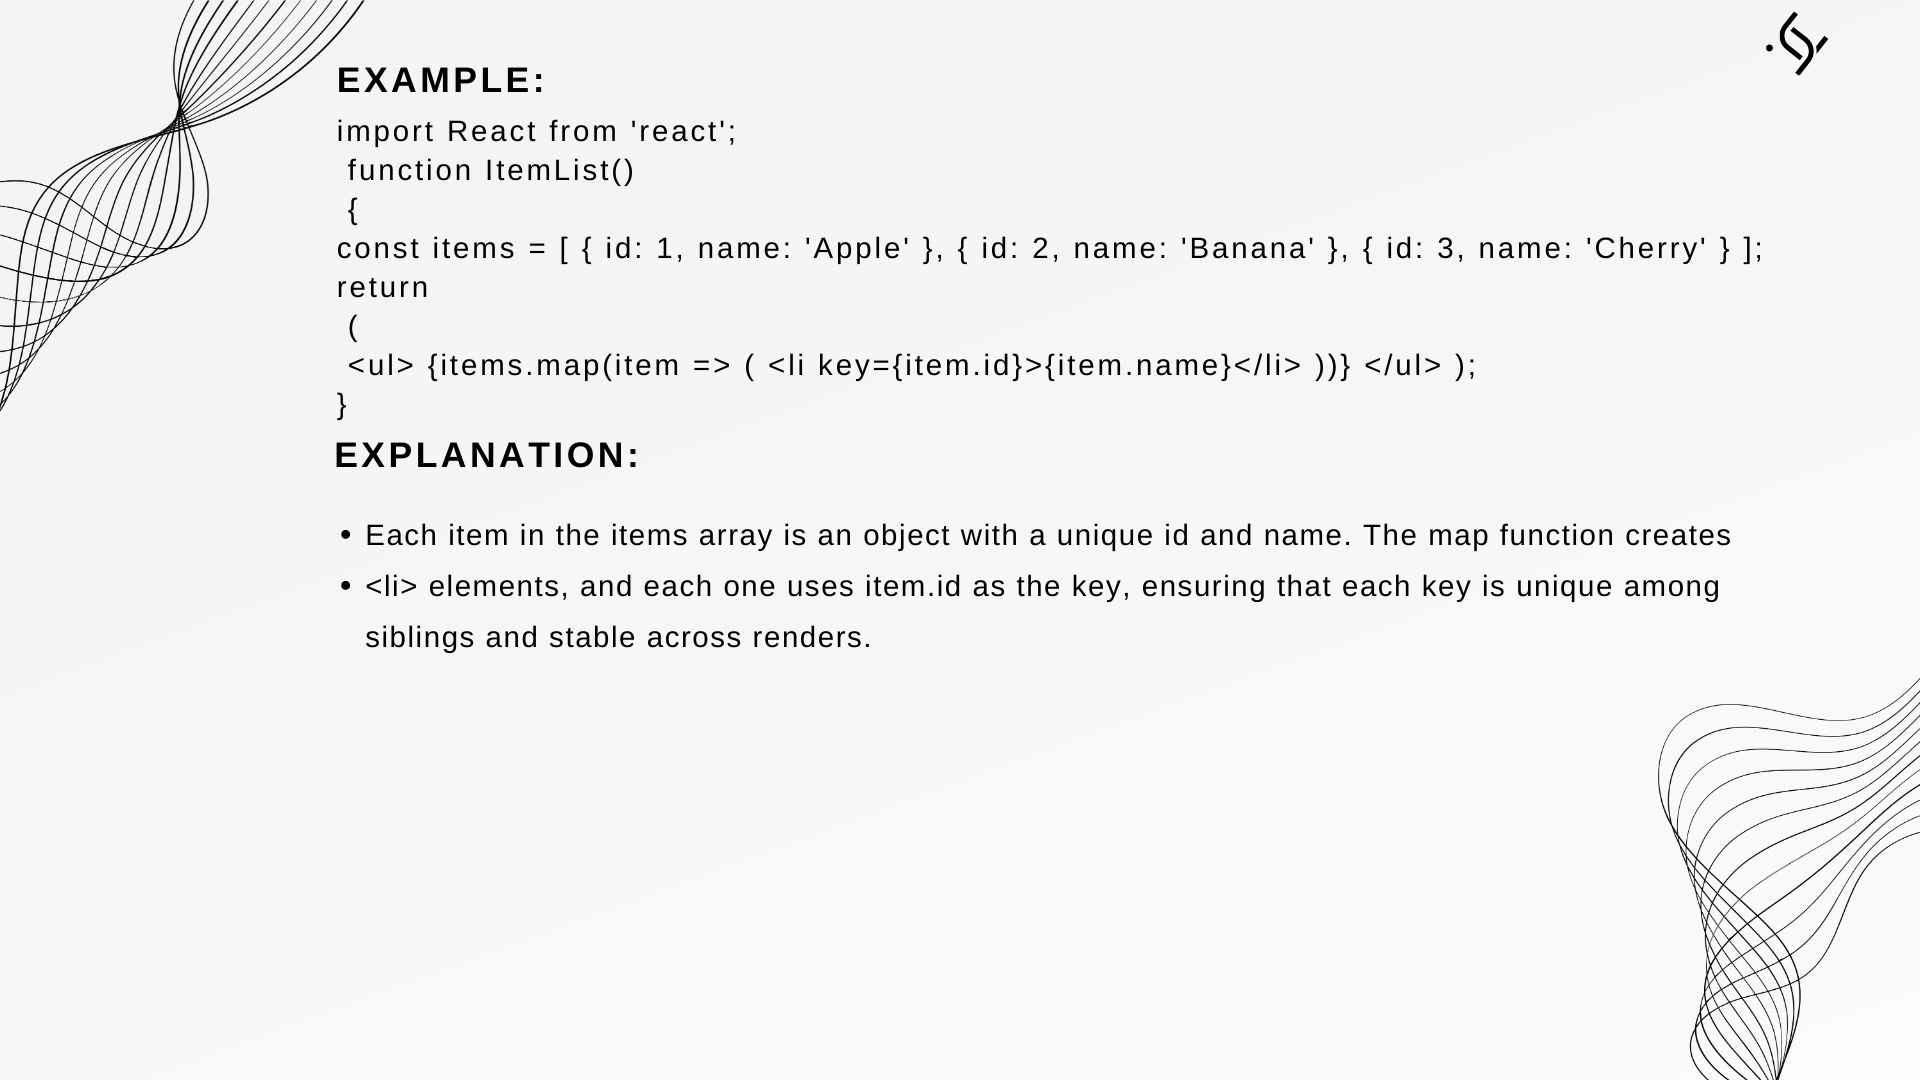 EXAMPLE:
import React from 'react';
function ItemList()
{
const items = [ { id: 1, name: 'Apple' }, { id: 2, name: 'Banana' }, { id: 3, name: 'Cherry' } ];
return
(
<ul> {items.map(item => ( <li key={item.id}>{item.name}</li> ))} </ul> );
}
EXPLANATION:
• Each item in the items array is an object with a unique id and name. The map function creates
• <li> elements, and each one uses item.id as the key, ensuring that each key is unique among
siblings and stable across renders.